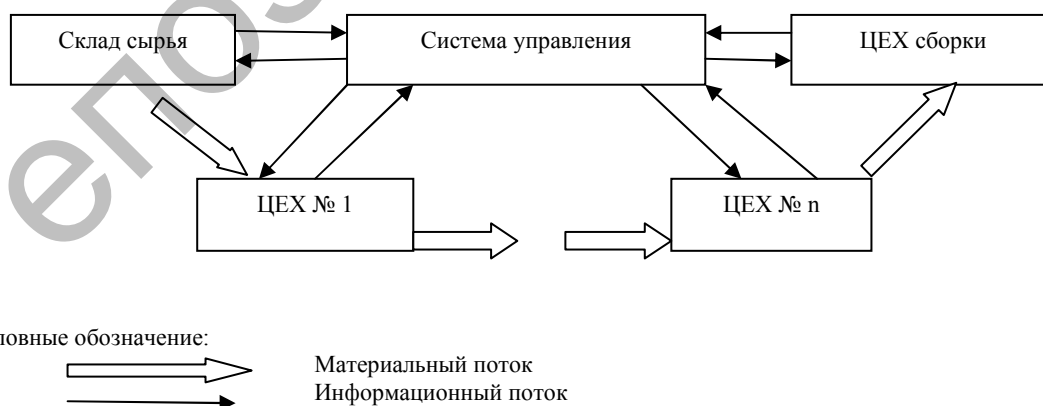 Склад сырья
Система управления
ЦЕХ сборки
ЦЕХ № 1
ЦЕХ № n
ловные обозначение:
Материальный поток
Информационный поток